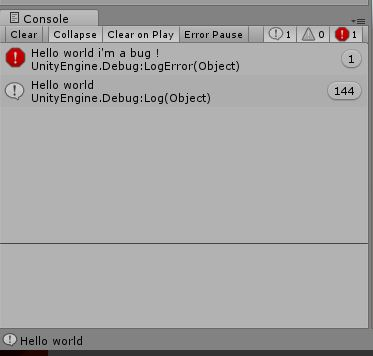 Console
Clear Collapse Clear on Play Error Pause 1 0 1
Hello world i'm a bug !
UnityEngine.Debug:LogError(Object)
1
Hello world
UnityEngine.Debug:Log(Object)
144
Hello world